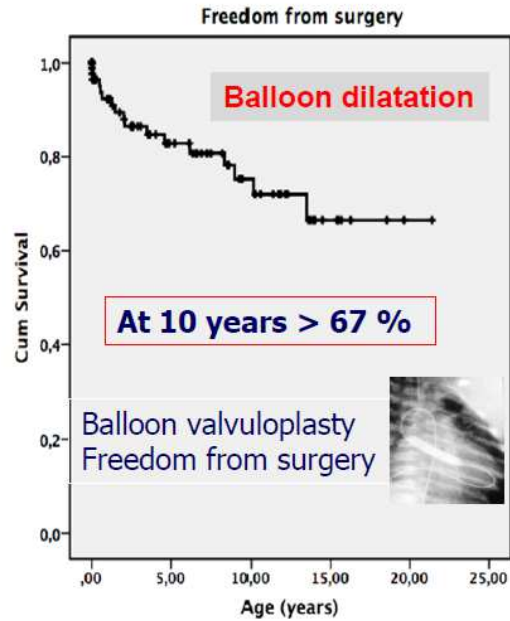 Freedom from surgery
Balloon dilatation
Cum Survival
1,0
0,8
0,6
0,4
0,2
0,0
At 10 years > 67 %
Balloon valvuloplasty
Freedom from surgery
,00 5,00 10,00 15,00 20,00 25,00
Age (years)